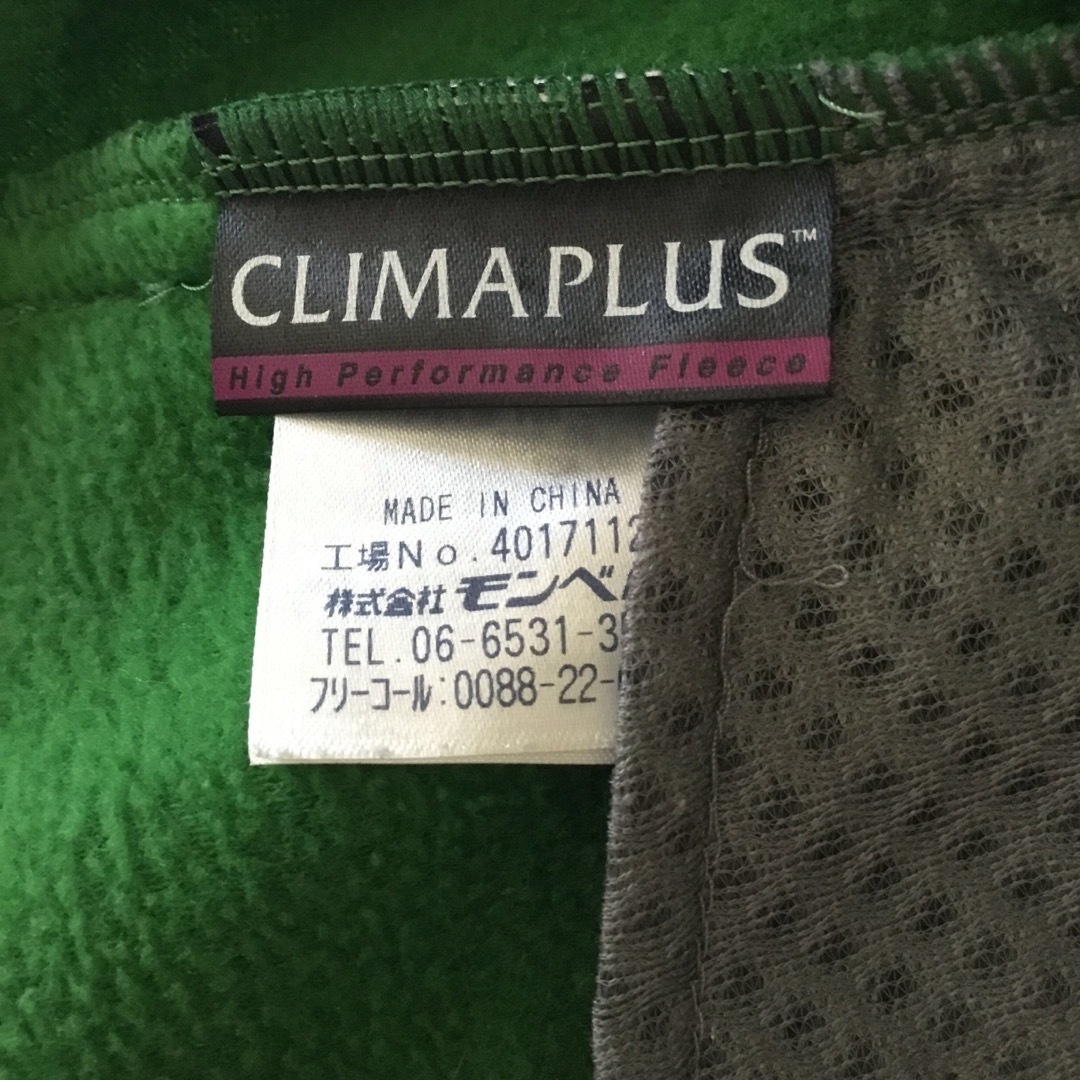 CLIMAPLUS™
High Performance Fleece
MADE IN CHINA
工場No. 4017112
株式会社 モンベ
TEL. 06-6531-3
フリーコール:0088-22-